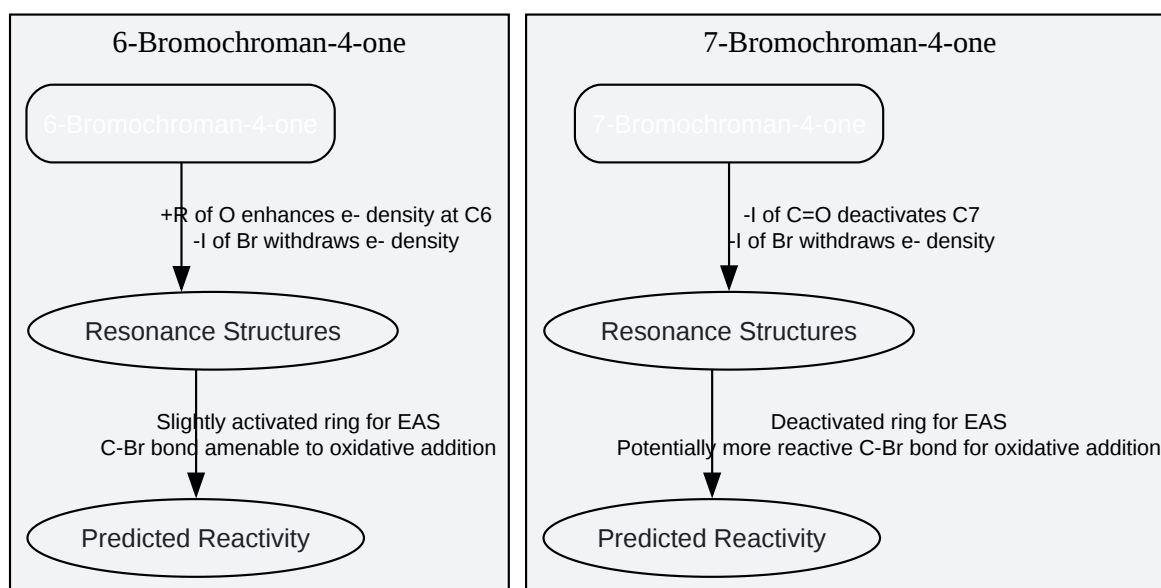 6-Bromochroman-4-one
6-Bromochroman-4-one
+R of O enhances e- density at C6
-I of Br withdraws e- density
Resonance Structures
Slightly activated ring for EAS
C-Br bond amenable to oxidative addition
Predicted Reactivity
7-Bromochroman-4-one
7-Bromochroman-4-one
-I of C=O deactivates C7
-I of Br withdraws e- density
Resonance Structures
Deactivated ring for EAS
Potentially more reactive C-Br bond for oxidative addition
Predicted Reactivity